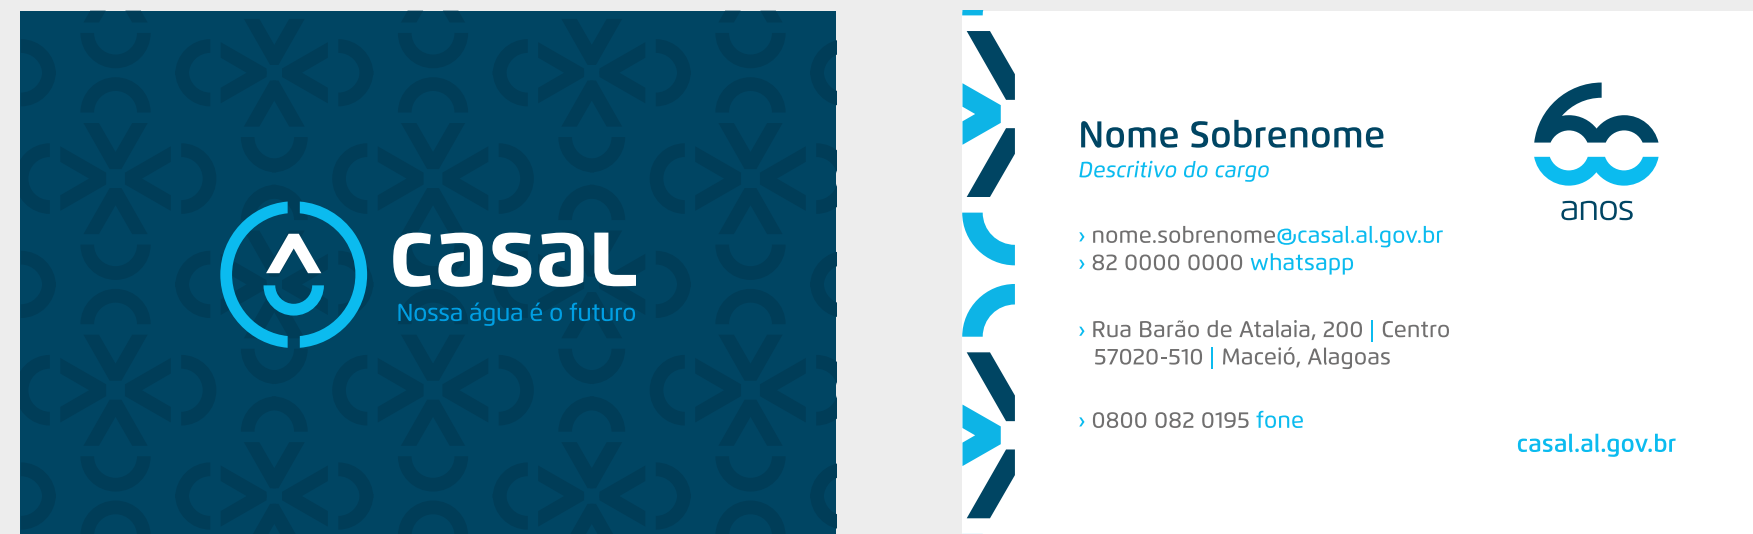 casal
Nossa água é o futuro
Nome Sobrenome
Descritivo do cargo
› nome.sobrenome@casal.al.gov.br
› 82 0000 0000 whatsapp
› Rua Barão de Atalaia, 200 | Centro
57020-510 | Maceió, Alagoas
› 0800 082 0195 fone
60
anos
casal.al.gov.br